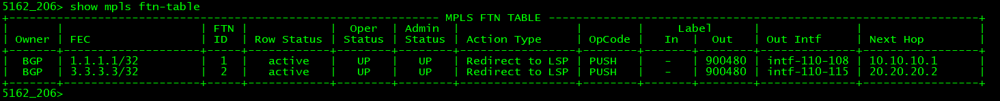 5162_206> show mpls ftn-table
+------------------------------------------------------------------- MPLS FTN TABLE ------------------------------------------------------------------+
|       |                     | FTN |             |  Oper   |  Admin  |                 |         |      Label      |               |                 |
| Owner | FEC                 | ID  | Row Status  | Status  | Status  | Action Type     | OpCode  |   In  |  Out    | Out Intf      | Next Hop        |
+-------+---------------------+-----+-------------+---------+---------+-----------------+---------+-------+---------+---------------+-----------------+
|  BGP  | 1.1.1.1/32          |  1  |   active    |   UP    |   UP    | Redirect to LSP | PUSH    |   -   | 900480  | intf-110-108  | 10.10.10.1      |
|  BGP  | 3.3.3.3/32          |  2  |   active    |   UP    |   UP    | Redirect to LSP | PUSH    |   -   | 900480  | intf-110-115  | 20.20.20.2      |
+-------+---------------------+-----+-------------+---------+---------+-----------------+---------+-------+---------+---------------+-----------------+
5162_206>